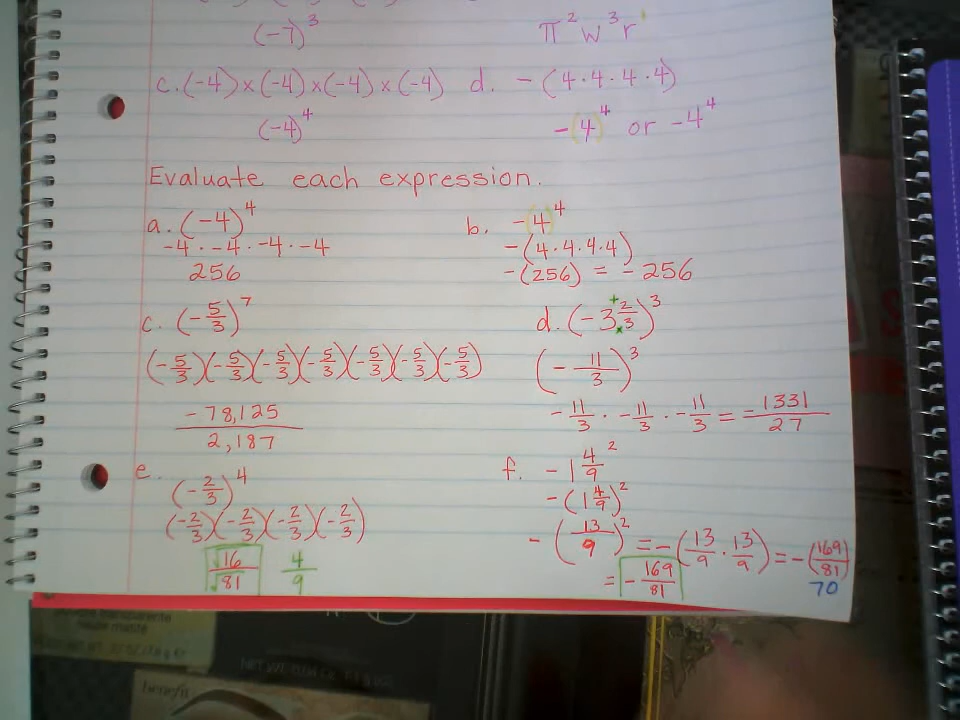 (-7)³ π²w³r¹
c. (-4)×(-4)×(-4)×(-4) d. -(4·4·4·4)
(-4)⁴ -(4)⁴ or -4⁴
Evaluate each expression.
a. (-4)⁴ b. -(4)⁴
-4·-4·-4·-4 -(4·4·4·4)
256 -(256) = -256
c. (-5/3)⁷ d. (-3 2/3)³
(-5/3)(-5/3)(-5/3)(-5/3)(-5/3)(-5/3)(-5/3) (-11/3)³
-78,125/2,187 -11/3 · -11/3 · -11/3 = -1331/27
e. (-2/3)⁴ f. -1 4/9²
(-2/3)(-2/3)(-2/3)(-2/3) -(1 4/9)²
-(13/9)² = -(13/9 · 13/9) = -(169/81)
√16/√81 4/9 = -169/81 70
benefit